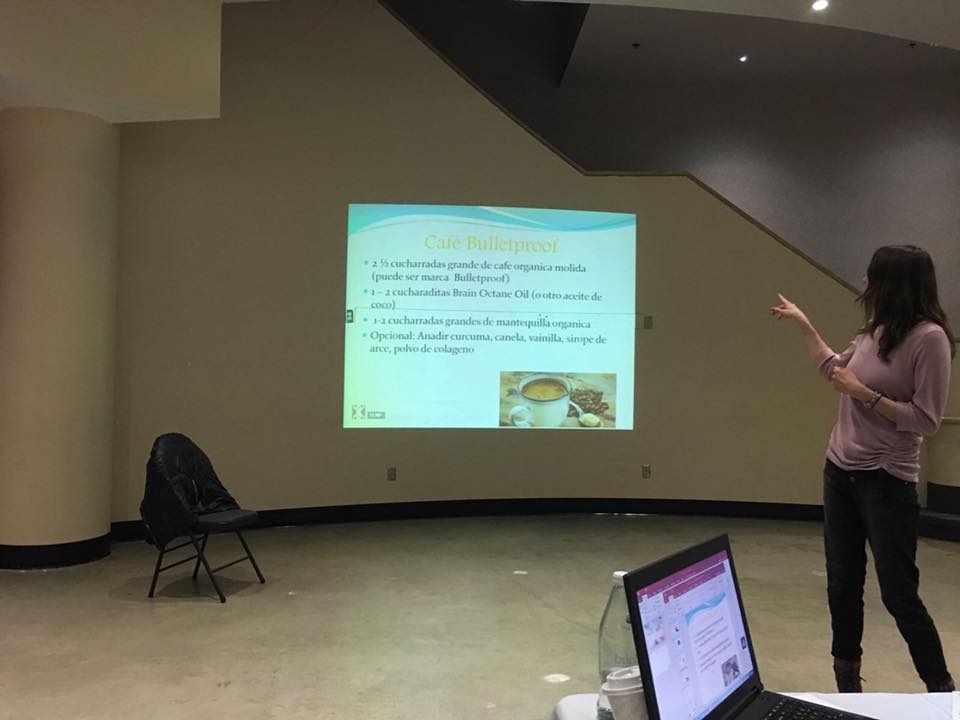 Café Bulletproof
2 ½ cucharradas grande de cafe organica molida
(puede ser marca Bulletproof)
1 – 2 cucharaditas Brain Octane Oil (o otro aceite de
coco)
1-2 cucharradas grandes de mantequilla organica
Opcional: Anadir curcuma, canela, vainilla, sirope de
arce, polvo de colageno